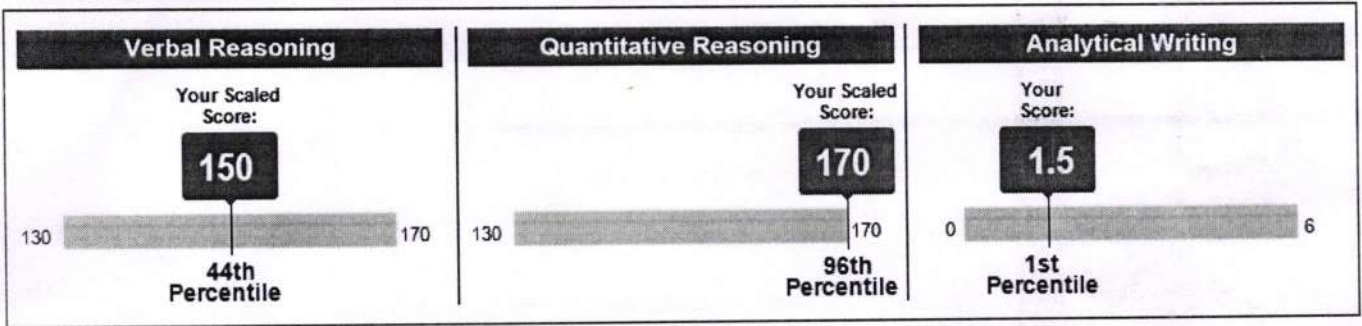 Verbal Reasoning
Your Scaled
Score:
150
130
170
44th
Percentile
Quantitative Reasoning
Your Scaled
Score:
170
130
170
96th
Percentile
Analytical Writing
Your
Score:
1.5
0
6
1st
Percentile